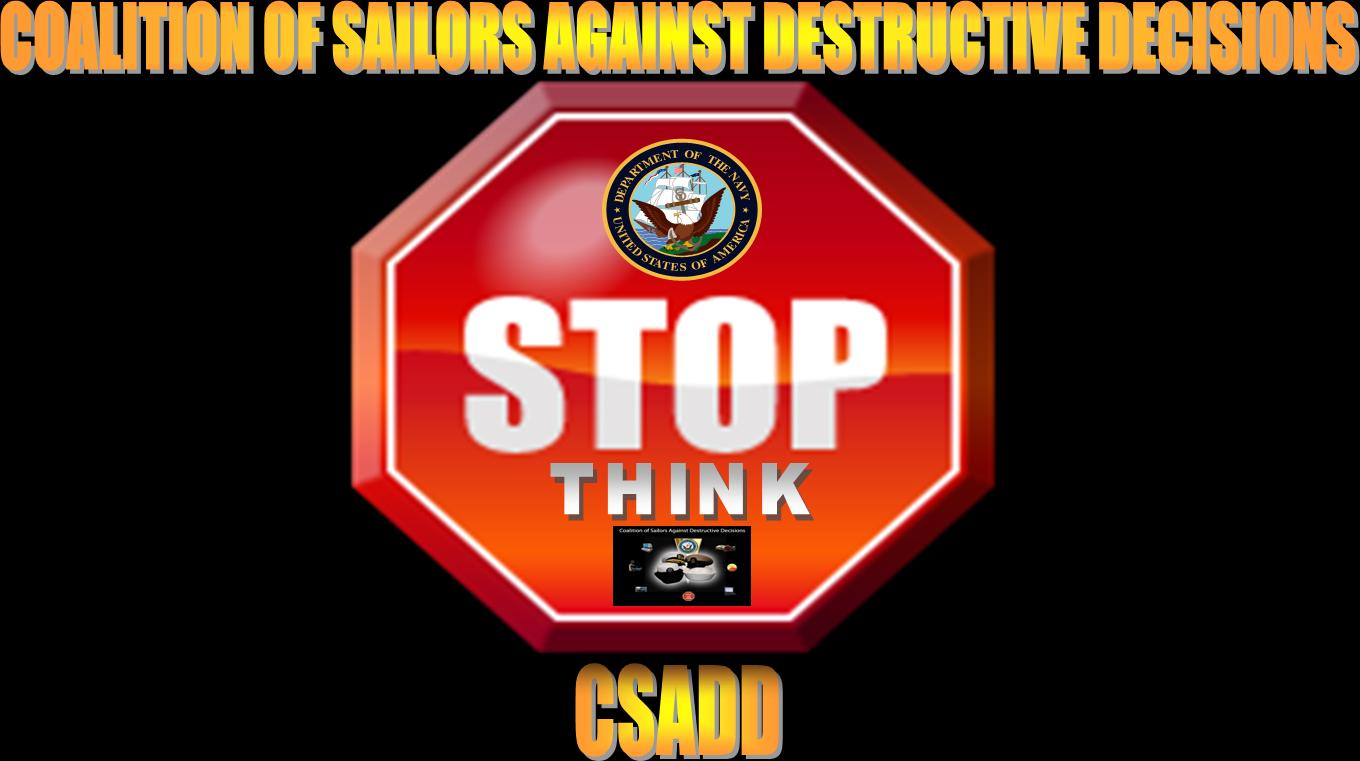 COALITION OF SAILORS AGAINST DESTRUCTIVE DECISIONS
DEPARTMENT OF THE NAVY
UNITED STATES OF AMERICA
STOP
THINK
Coalition of Sailors Against Destructive Decisions
CSADD